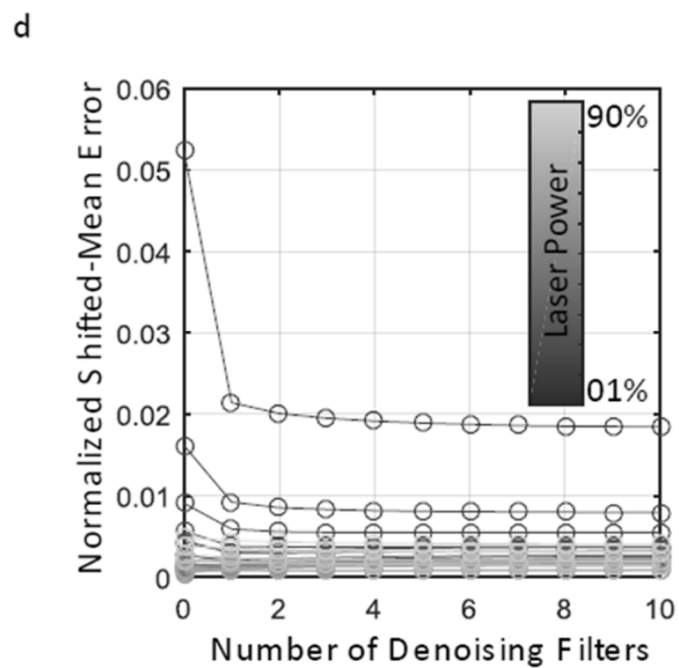 d
Normalized Shifted-Mean Error
0.06
0.05
0.04
0.03
0.02
0.01
0
90%
Laser Power
01%
0 2 4 6 8 10
Number of Denoising Filters